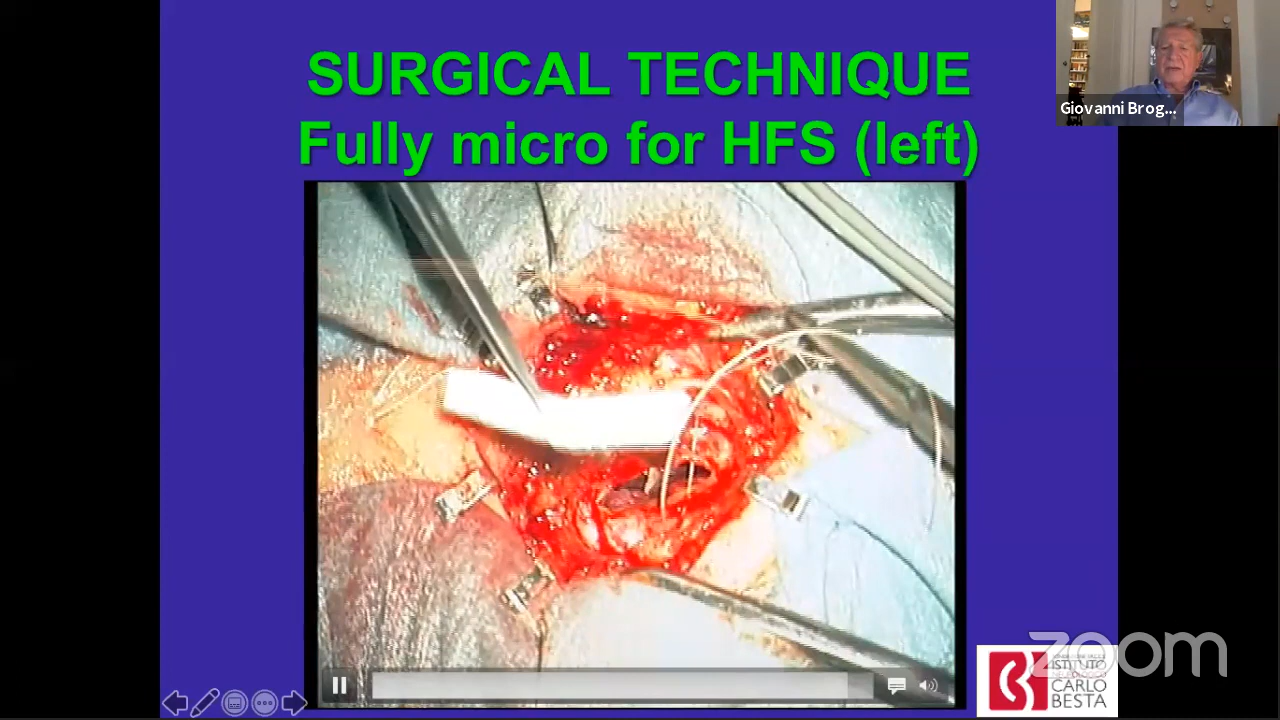 SURGICAL TECHNIQUE
Fully micro for HFS (left)
Giovanni Brog...
zoom
ISTITUTO
CARLO
BESTA